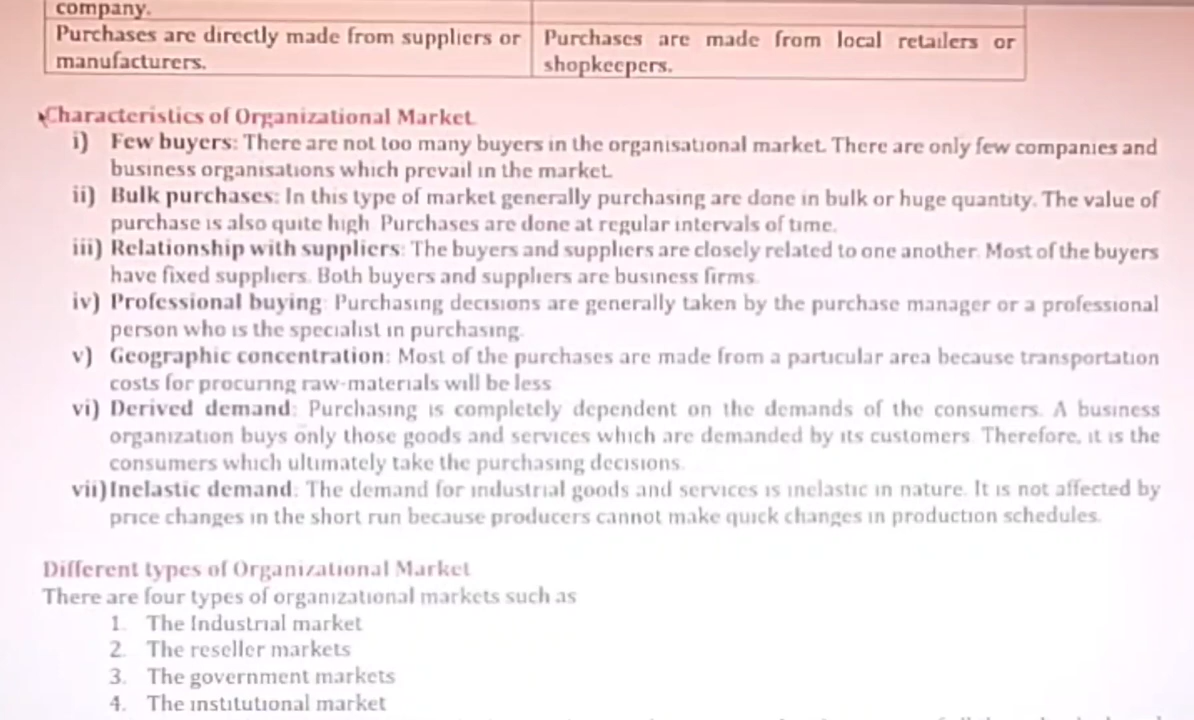 company.
Purchases are directly made from suppliers or
manufacturers.
Purchases are made from local retailers or
shopkeepers.
Characteristics of Organizational Market
i) Few buyers: There are not too many buyers in the organisational market. There are only few companies and
business organisations which prevail in the market.
ii) Bulk purchases: In this type of market generally purchasing are done in bulk or huge quantity. The value of
purchase is also quite high. Purchases are done at regular intervals of time.
iii) Relationship with suppliers: The buyers and suppliers are closely related to one another. Most of the buyers
have fixed suppliers. Both buyers and suppliers are business firms.
iv) Professional buying: Purchasing decisions are generally taken by the purchase manager or a professional
person who is the specialist in purchasing.
v) Geographic concentration: Most of the purchases are made from a particular area because transportation
costs for procuring raw-materials will be less
vi) Derived demand: Purchasing is completely dependent on the demands of the consumers. A business
organization buys only those goods and services which are demanded by its customers. Therefore, it is the
consumers which ultimately take the purchasing decisions.
vii) Inelastic demand: The demand for industrial goods and services is inelastic in nature. It is not affected by
price changes in the short run because producers cannot make quick changes in production schedules.
Different types of Organizational Market
There are four types of organizational markets such as
1. The Industrial market
2. The reseller markets
3. The government markets
4. The institutional market